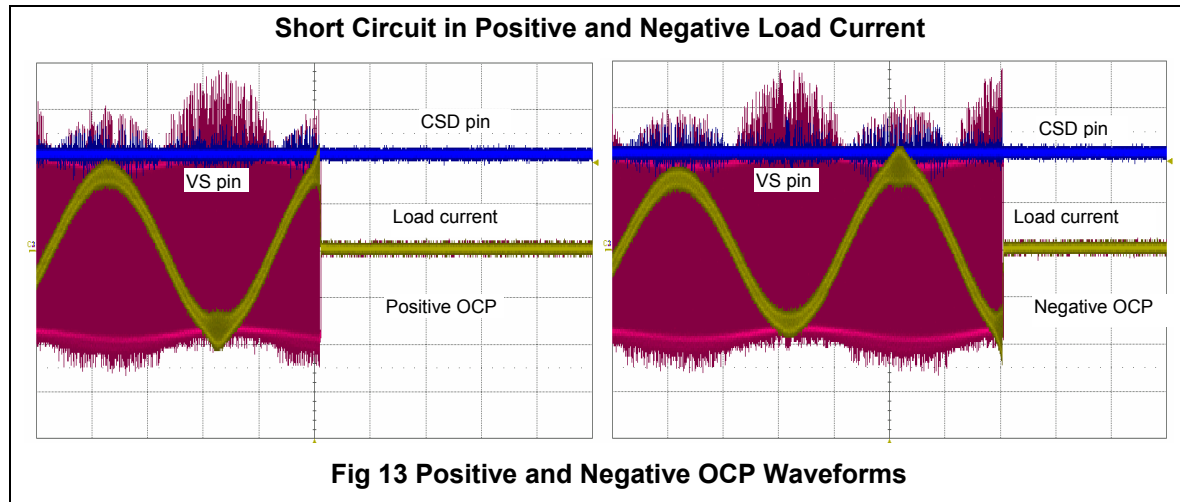 Short Circuit in Positive and Negative Load Current
CSD pin
VS pin
Load current
Positive OCP
CSD pin
VS pin
Load current
Negative OCP
Fig 13 Positive and Negative OCP Waveforms